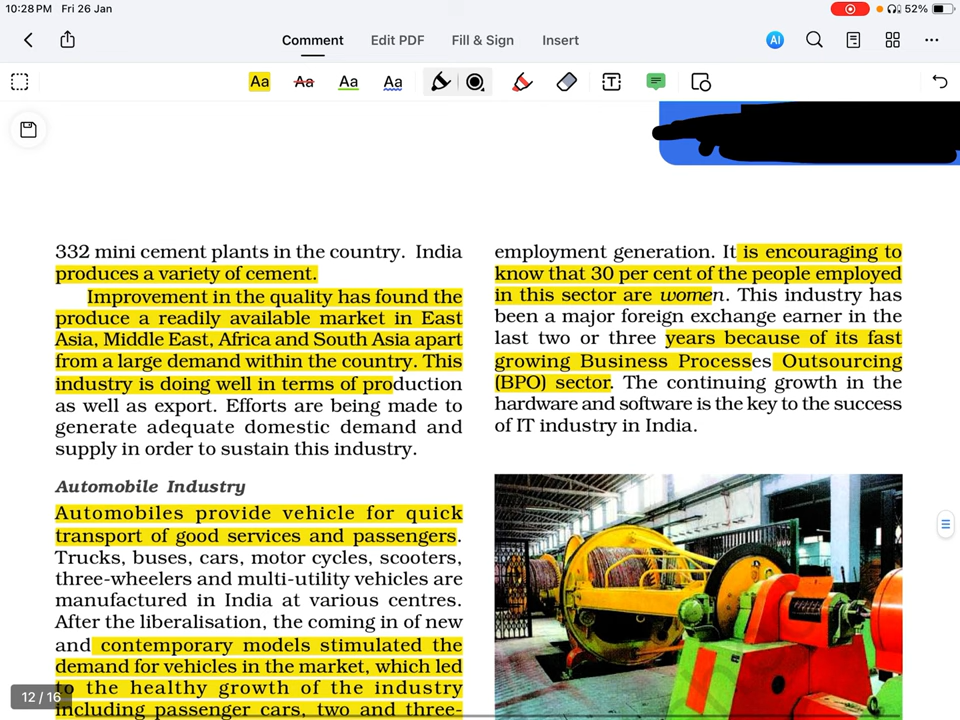 10:28 PM Fri 26 Jan
52%
Comment Edit PDF Fill & Sign Insert
AI
Aa Aa Aa Aa T
332 mini cement plants in the country. India
produces a variety of cement.
Improvement in the quality has found the
produce a readily available market in East
Asia, Middle East, Africa and South Asia apart
from a large demand within the country. This
industry is doing well in terms of production
as well as export. Efforts are being made to
generate adequate domestic demand and
supply in order to sustain this industry.
Automobile Industry
Automobiles provide vehicle for quick
transport of good services and passengers.
Trucks, buses, cars, motor cycles, scooters,
three-wheelers and multi-utility vehicles are
manufactured in India at various centres.
After the liberalisation, the coming in of new
and contemporary models stimulated the
demand for vehicles in the market, which led
to the healthy growth of the industry
including passenger cars, two and three-
12 / 16
employment generation. It is encouraging to
know that 30 per cent of the people employed
in this sector are women. This industry has
been a major foreign exchange earner in the
last two or three years because of its fast
growing Business Processes Outsourcing
(BPO) sector. The continuing growth in the
hardware and software is the key to the success
of IT industry in India.